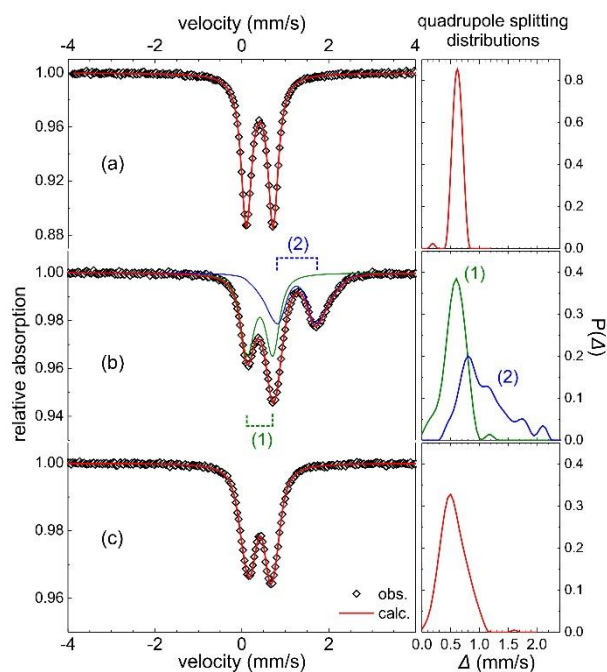 velocity (mm/s)
quadrupole splitting
distributions
-4 -2 0 2 4
1.00
0.96
0.92
0.88
(a)
0.8
0.6
0.4
0.2
0.0
(2)
1.00
0.98
0.96
0.94
(b)
(1)
(1)
(2)
0.4
0.3
0.2
0.1
0.0
relative absorption
P(Δ)
1.00
0.98
0.96
(c)
obs.
calc.
0.4
0.3
0.2
0.1
0.0
-4 -2 0 2 4
velocity (mm/s)
0.0 0.5 1.0 1.5 2.0
Δ (mm/s)